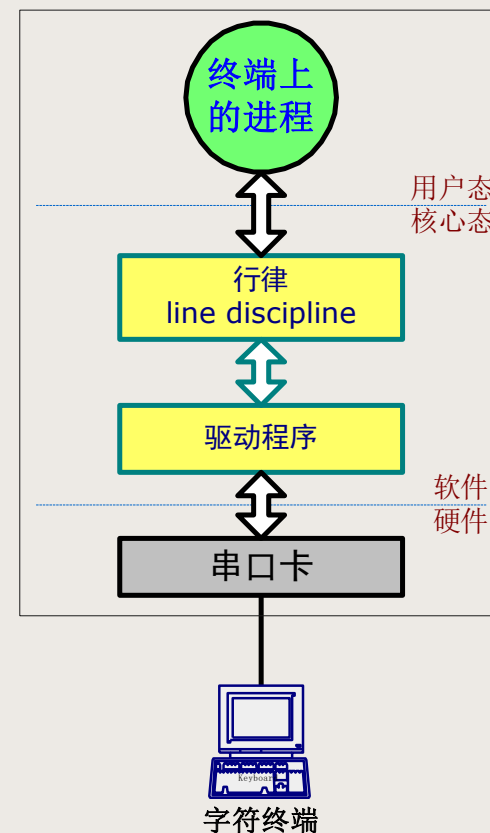 终端上
的进程
用户态
核心态
行律
line discipline
驱动程序
软件
硬件
串口卡
Keyboard
字符终端